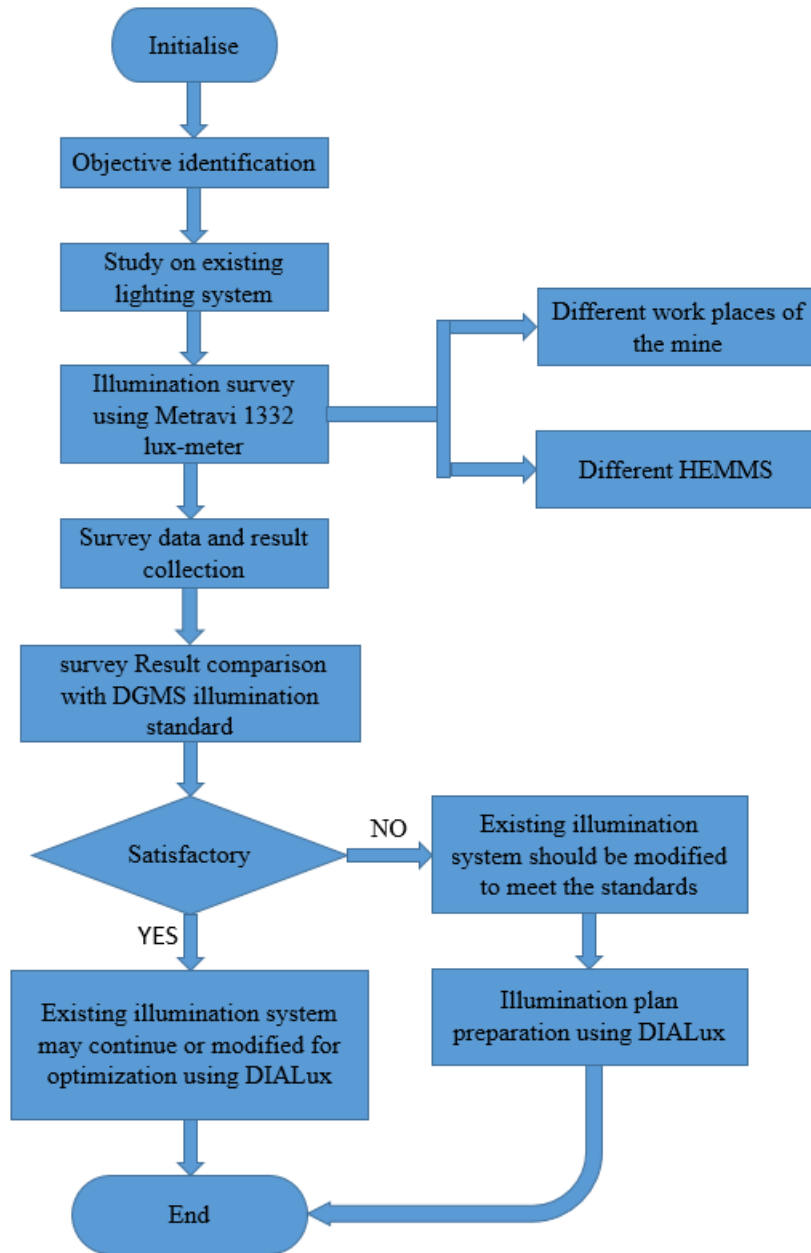 Initialise
Objective identification
Study on existing
lighting system
Illumination survey
using Metravi 1332
lux-meter
Different work places of
the mine
Different HEMMS
Survey data and result
collection
survey Result comparison
with DGMS illumination
standard
Satisfactory
NO
Existing illumination
system should be modified
to meet the standards
YES
Existing illumination system
may continue or modified for
optimization using DIALux
Illumination plan
preparation using DIALux
End